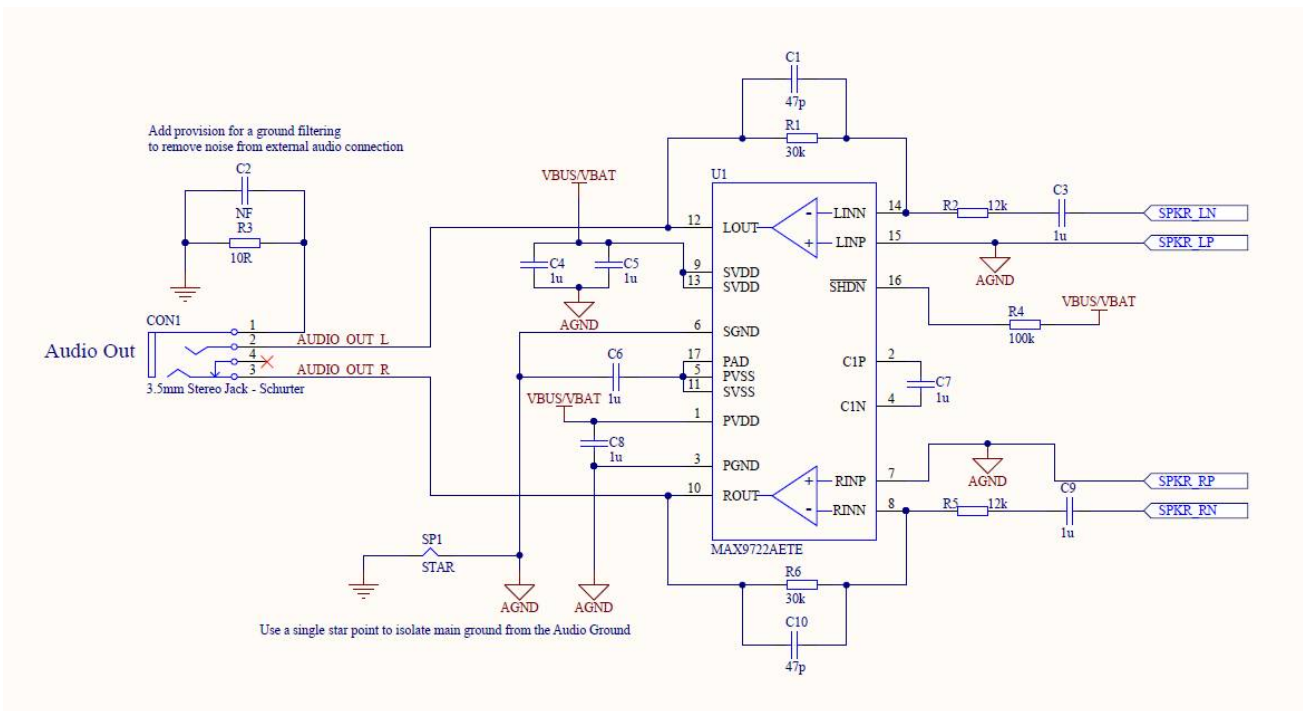 C1
47p
R1
30k
Add provision for a ground filtering
to remove noise from external audio connection
C2
NF
R3
10R
VBUS/VBAT
U1
C3
1u
12 LOUT
LINN 14
R2 12k
SPKR_LN
LINP 15
SPKR_LP
AGND
C4
1u
C5
1u
9 SVDD
13 SVDD
SHDN 16
AGND
VBUS/VBAT
R4
100k
CON1
1
2
4
3
AUDIO OUT L
AUDIO OUT R
Audio Out
3.5mm Stereo Jack - Schurter
6 SGND
C6
1u
17 PAD
5 PVSS
11 SVSS
C1P 2
C7
1u
C1N 4
VBUS/VBAT
1 PVDD
C8
1u
3 PGND
RINP 7
AGND
SPKR_RP
10 ROUT
RINN 8
R5 12k
C9
1u
SPKR_RN
MAX9722AETE
SP1
STAR
R6
30k
AGND
AGND
C10
47p
Use a single star point to isolate main ground from the Audio Ground